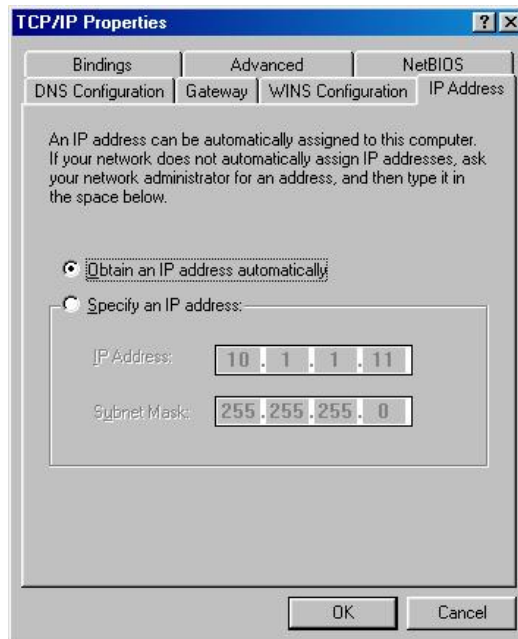 TCP/IP Properties
Bindings Advanced NetBIOS
DNS Configuration Gateway WINS Configuration IP Address
An IP address can be automatically assigned to this computer.
If your network does not automatically assign IP addresses, ask
your network administrator for an address, and then type it in
the space below.
Obtain an IP address automatically
Specify an IP address:
IP Address: 10 . 1 . 1 . 11
Subnet Mask: 255 . 255 . 255 . 0
OK Cancel